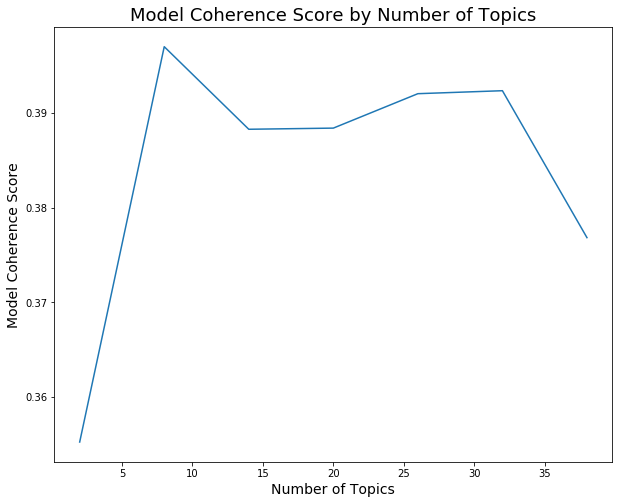 Model Coherence Score by Number of Topics
Model Coherence Score
0.39
0.38
0.37
0.36
5 10 15 20 25 30 35
Number of Topics